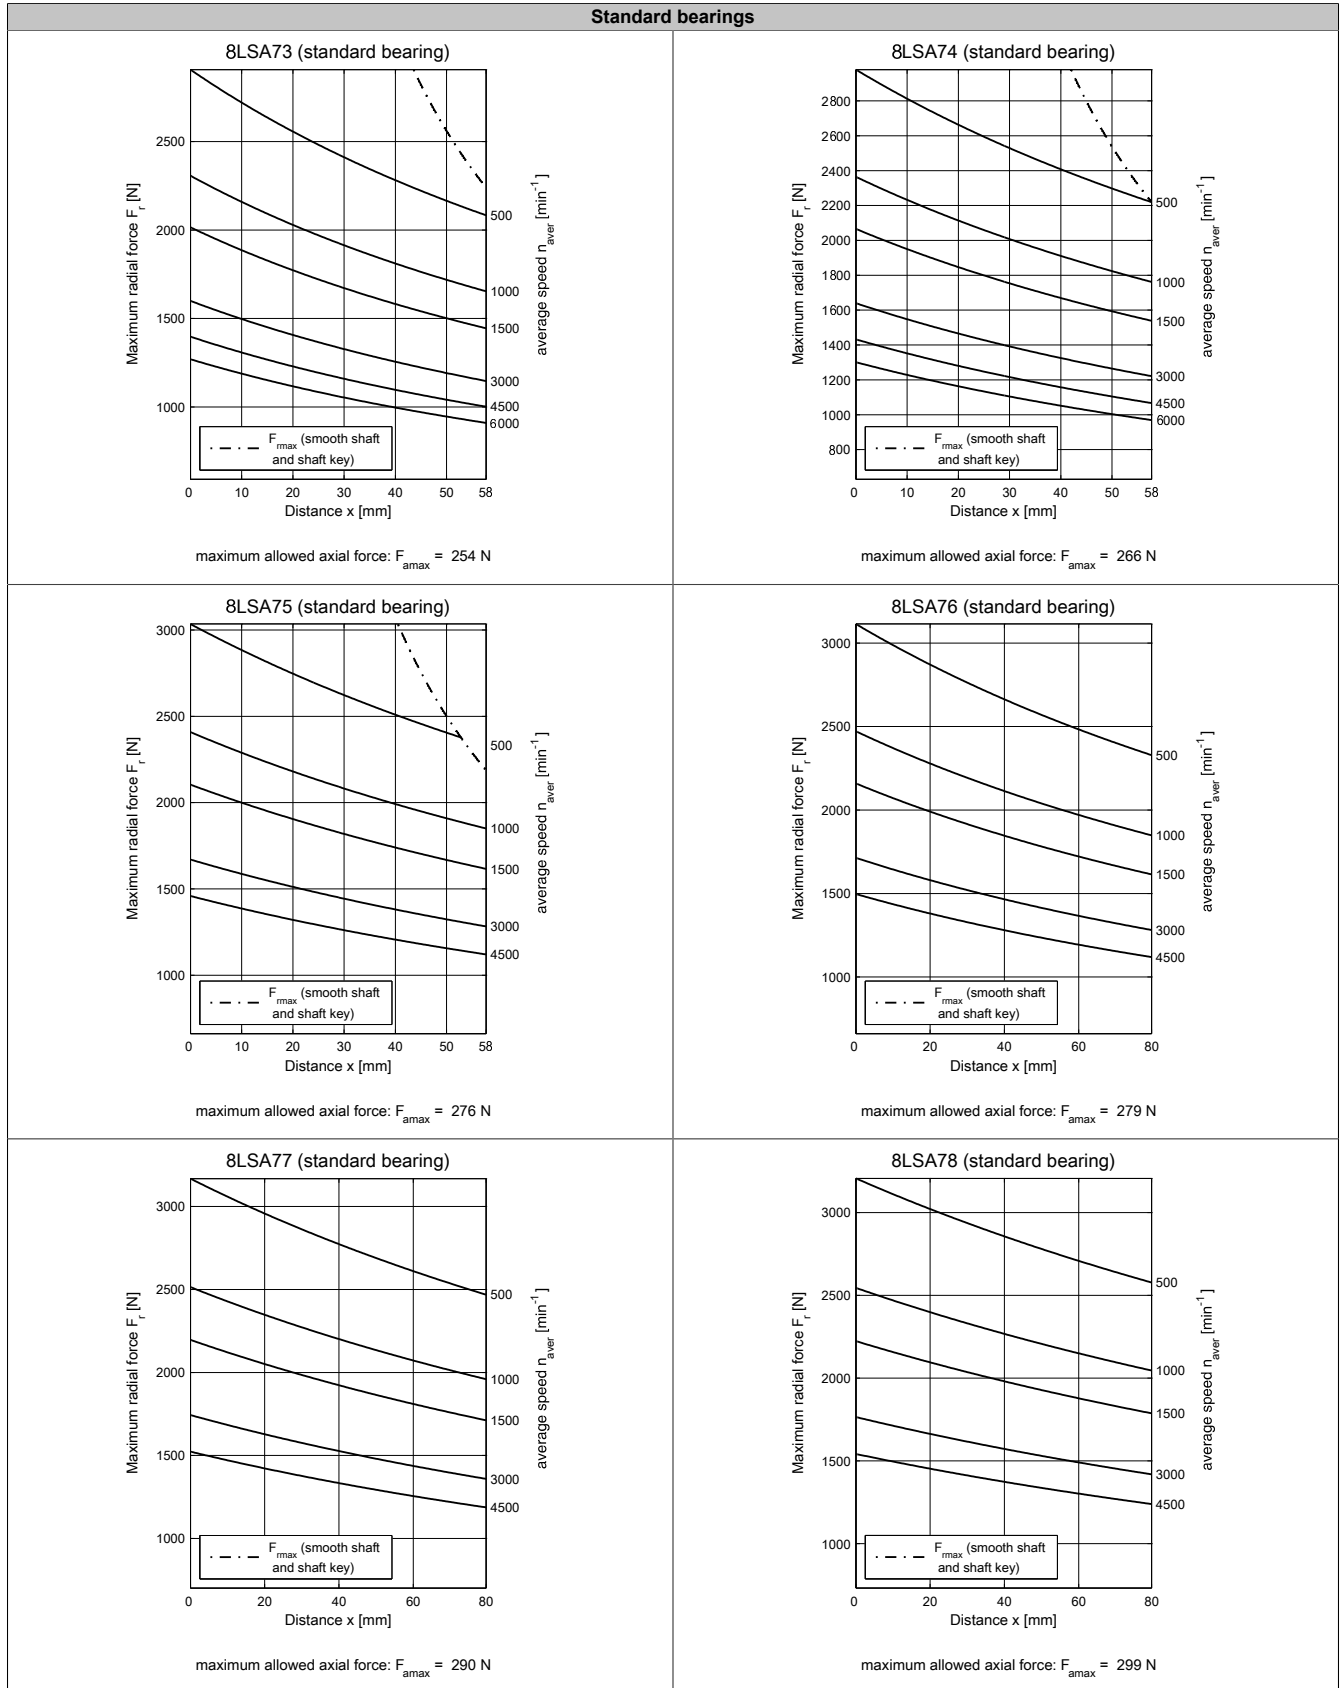 Standard bearings
8LSA73 (standard bearing)
Maximum radial force F_r [N]
2500
2000
1500
1000
500
1000
1500
3000
4500
6000
average speed n_aver [min^-1]
F_rmax (smooth shaft
and shaft key)
0 10 20 30 40 50 58
Distance x [mm]
maximum allowed axial force: F_amax = 254 N
8LSA74 (standard bearing)
Maximum radial force F_r [N]
2800
2600
2400
2200
2000
1800
1600
1400
1200
1000
800
500
1000
1500
3000
4500
6000
average speed n_aver [min^-1]
F_rmax (smooth shaft
and shaft key)
0 10 20 30 40 50 58
Distance x [mm]
maximum allowed axial force: F_amax = 266 N
8LSA75 (standard bearing)
Maximum radial force F_r [N]
3000
2500
2000
1500
1000
500
1000
1500
3000
4500
average speed n_aver [min^-1]
F_rmax (smooth shaft
and shaft key)
0 10 20 30 40 50 58
Distance x [mm]
maximum allowed axial force: F_amax = 276 N
8LSA76 (standard bearing)
Maximum radial force F_r [N]
3000
2500
2000
1500
1000
500
1000
1500
3000
4500
average speed n_aver [min^-1]
F_rmax (smooth shaft
and shaft key)
0 20 40 60 80
Distance x [mm]
maximum allowed axial force: F_amax = 279 N
8LSA77 (standard bearing)
Maximum radial force F_r [N]
3000
2500
2000
1500
1000
500
1000
1500
3000
4500
average speed n_aver [min^-1]
F_rmax (smooth shaft
and shaft key)
0 20 40 60 80
Distance x [mm]
maximum allowed axial force: F_amax = 290 N
8LSA78 (standard bearing)
Maximum radial force F_r [N]
3000
2500
2000
1500
1000
500
1000
1500
3000
4500
average speed n_aver [min^-1]
F_rmax (smooth shaft
and shaft key)
0 20 40 60 80
Distance x [mm]
maximum allowed axial force: F_amax = 299 N